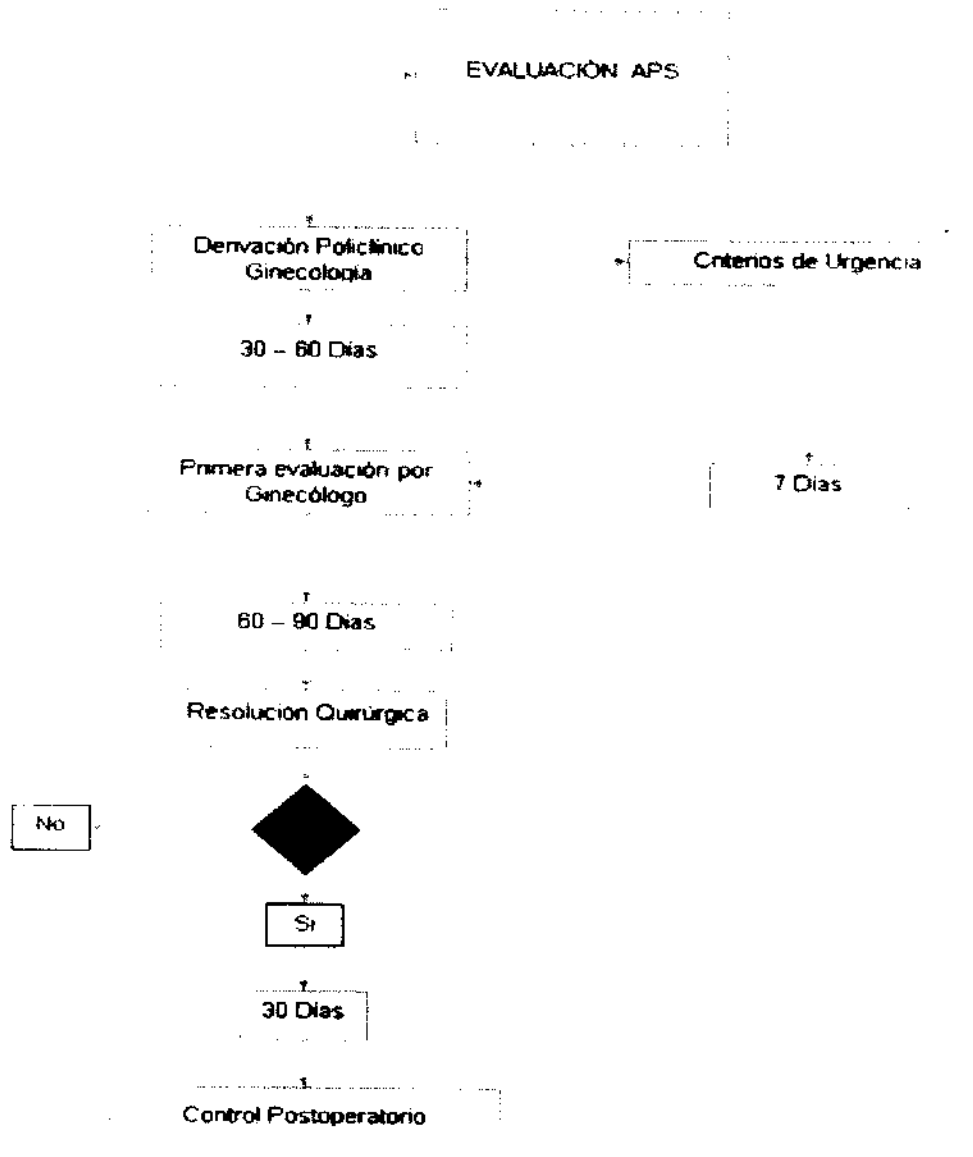 EVALUACIÓN APS
Derivación Policlínico
Ginecología
Criterios de Urgencia
30 – 60 Días
Primera evaluación por
Ginecólogo
7 Días
60 – 90 Días
Resolución Quirúrgica
No
Si
30 Días
Control Postoperatorio